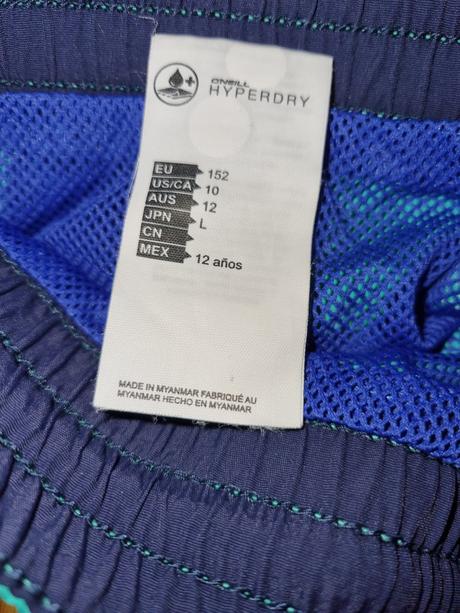 O'NEILL
HYPERDRY
EU 152
US/CA 10
AUS 12
JPN L
CN
MEX 12 años
MADE IN MYANMAR FABRIQUÉ AU
MYANMAR HECHO EN MYANMAR